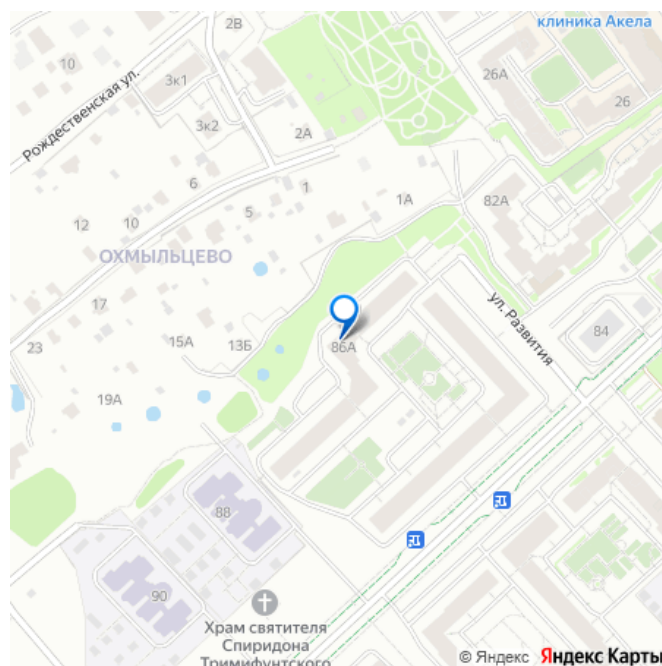 клиника Акела
2В
10
26А
3к1
26
Рождественская ул.
3к2
2А
6
1
82А
1А
12
10
5
ОХМЫЛЬЦЕВО
17
ул. Развития
84
23
15А
13Б
86А
19А
88
90
Храм святителя
Спиридона
Тримифунтского
© Яндекс Яндекс Карты